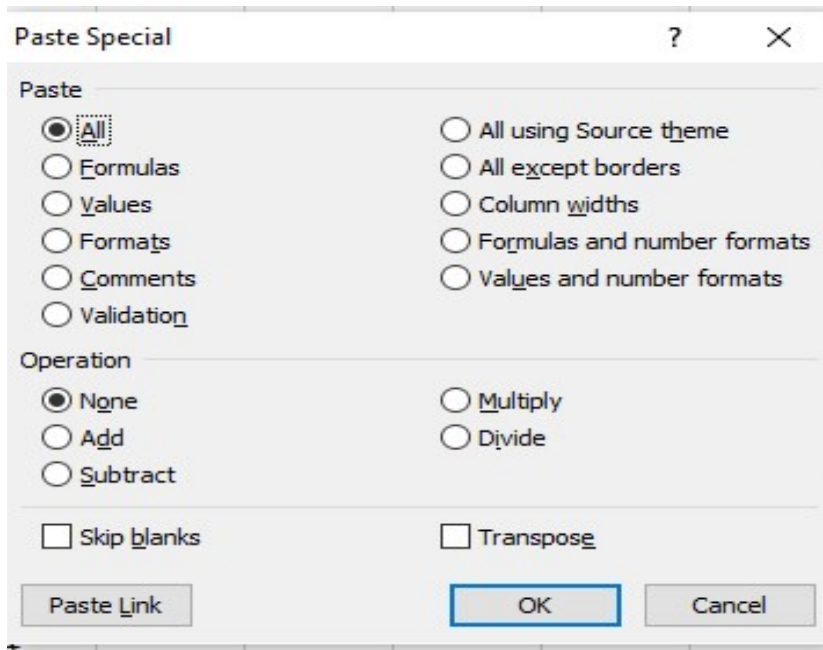 Paste Special ?
Paste
All All using Source theme
Formulas All except borders
Values Column widths
Formats Formulas and number formats
Comments Values and number formats
Validation
Operation
None Multiply
Add Divide
Subtract
Skip blanks Transpose
Paste Link OK Cancel